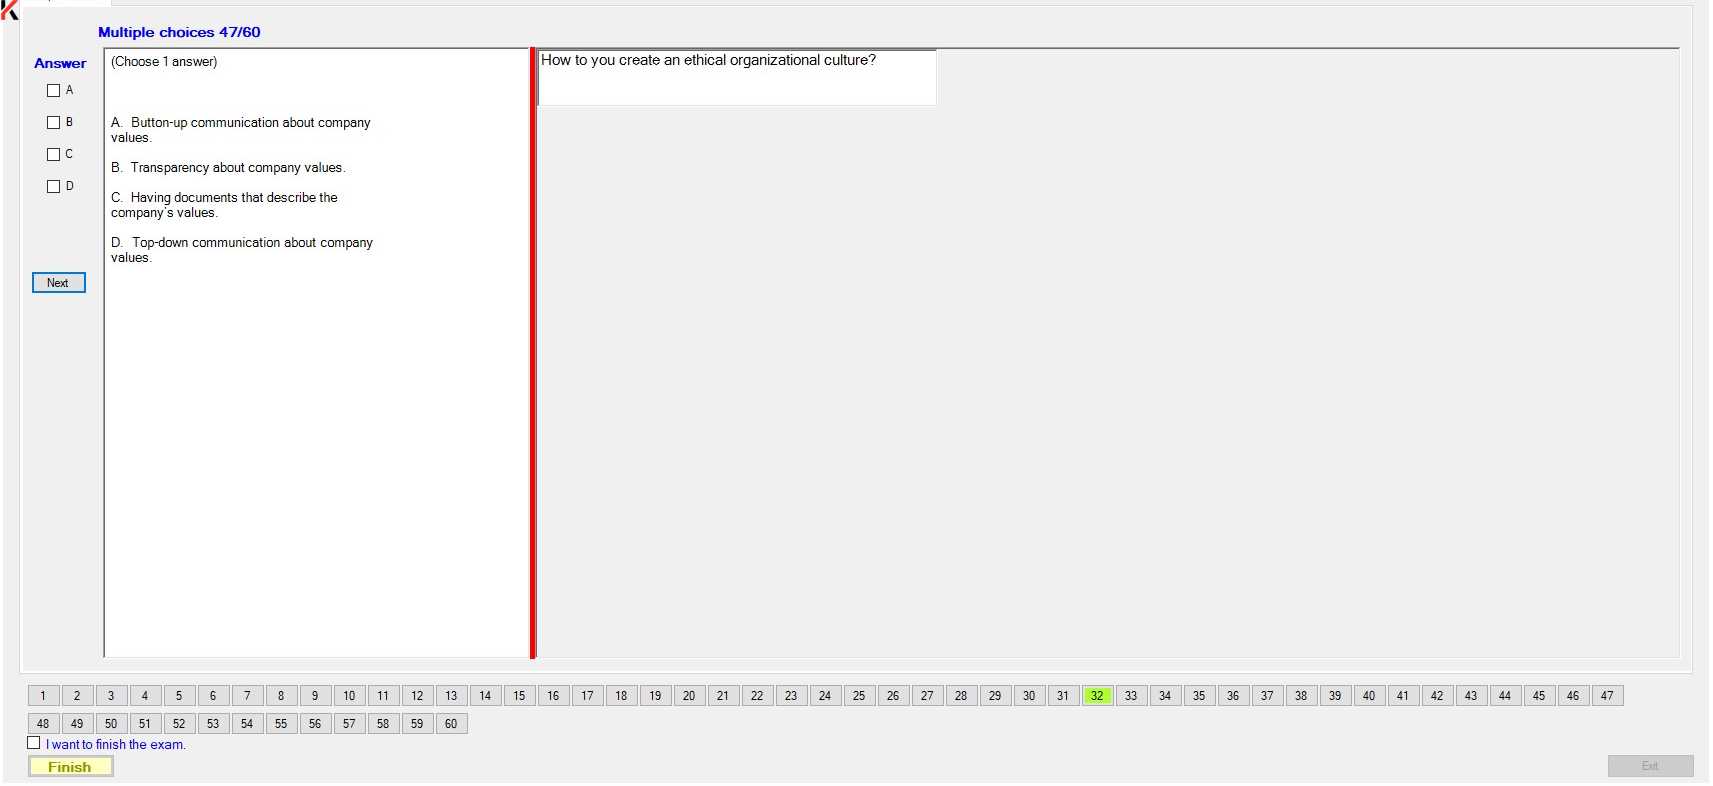 Multiple choices 47/60
Answer
(Choose 1 answer)
How to you create an ethical organizational culture?
A
B
C
D
A. Button-up communication about company
values.
B. Transparency about company values.
C. Having documents that describe the
company's values.
D. Top-down communication about company
values.
Next
1 2 3 4 5 6 7 8 9 10 11 12 13 14 15 16 17 18 19 20 21 22 23 24 25 26 27 28 29 30 31 32 33 34 35 36 37 38 39 40 41 42 43 44 45 46 47
48 49 50 51 52 53 54 55 56 57 58 59 60
I want to finish the exam.
Finish
Exit